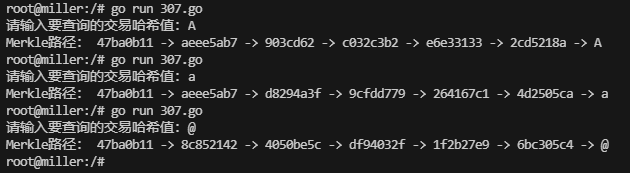 root@miller:/# go run 307.go
请输入要查询的交易哈希值: A
Merkle路径:  47ba0b11 -> aeee5ab7 -> 903cd62 -> c032c3b2 -> e6e33133 -> 2cd5218a -> A
root@miller:/# go run 307.go
请输入要查询的交易哈希值: a
Merkle路径:  47ba0b11 -> aeee5ab7 -> d8294a3f -> 9cfdd779 -> 264167c1 -> 4d2505ca -> a
root@miller:/# go run 307.go
请输入要查询的交易哈希值: @
Merkle路径:  47ba0b11 -> 8c852142 -> 4050be5c -> df94032f -> 1f2b27e9 -> 6bc305c4 -> @
root@miller:/#